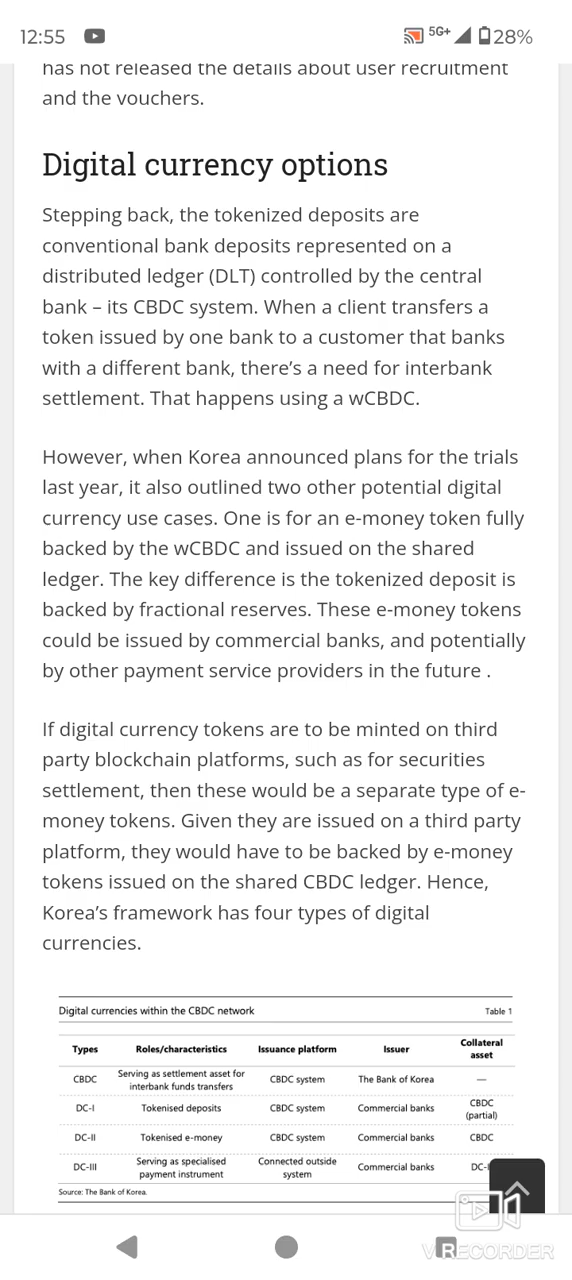 12:55
5G+
28%
has not released the details about user recruitment
and the vouchers.
Digital currency options
Stepping back, the tokenized deposits are
conventional bank deposits represented on a
distributed ledger (DLT) controlled by the central
bank – its CBDC system. When a client transfers a
token issued by one bank to a customer that banks
with a different bank, there’s a need for interbank
settlement. That happens using a wCBDC.
However, when Korea announced plans for the trials
last year, it also outlined two other potential digital
currency use cases. One is for an e-money token fully
backed by the wCBDC and issued on the shared
ledger. The key difference is the tokenized deposit is
backed by fractional reserves. These e-money tokens
could be issued by commercial banks, and potentially
by other payment service providers in the future .
If digital currency tokens are to be minted on third
party blockchain platforms, such as for securities
settlement, then these would be a separate type of e-
money tokens. Given they are issued on a third party
platform, they would have to be backed by e-money
tokens issued on the shared CBDC ledger. Hence,
Korea’s framework has four types of digital
currencies.
Digital currencies within the CBDC network Table 1
Types Roles/characteristics Issuance platform Issuer Collateral asset
CBDC Serving as settlement asset for interbank funds transfers CBDC system The Bank of Korea —
DC-I Tokenised deposits CBDC system Commercial banks CBDC (partial)
DC-II Tokenised e-money CBDC system Commercial banks CBDC
DC-III Serving as specialised payment instrument Connected outside system Commercial banks
Source: The Bank of Korea.
VRECORDER